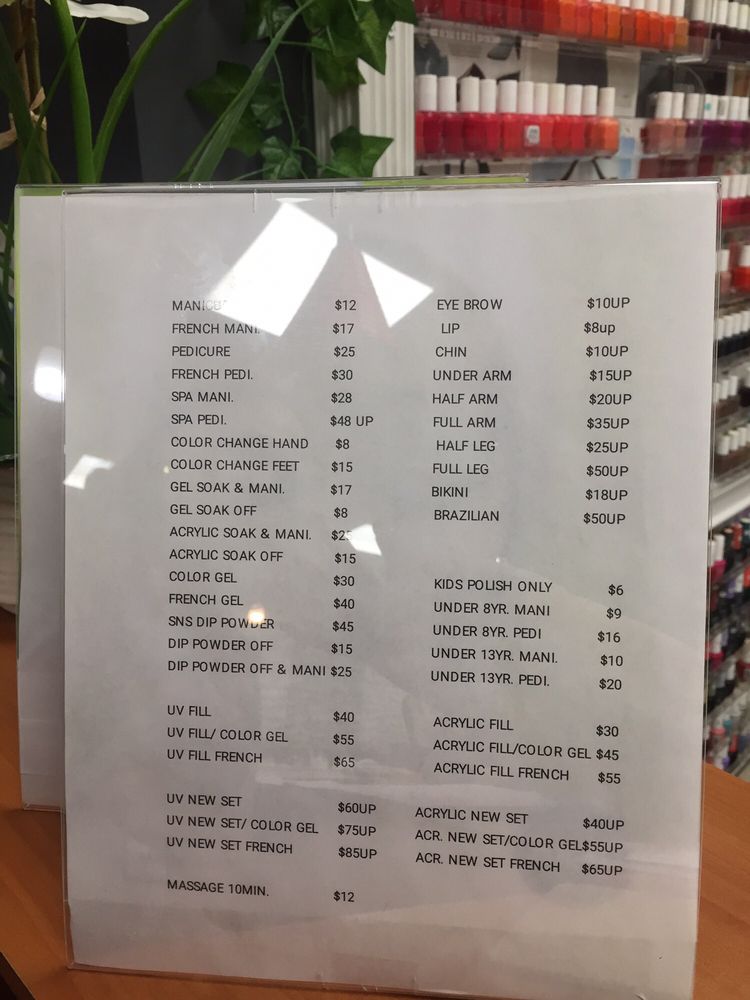 MANICURE $12
FRENCH MANI. $17
PEDICURE $25
FRENCH PEDI. $30
SPA MANI. $28
SPA PEDI. $48 UP
COLOR CHANGE HAND $8
COLOR CHANGE FEET $15
GEL SOAK & MANI. $17
GEL SOAK OFF $8
ACRYLIC SOAK & MANI. $25
ACRYLIC SOAK OFF $15
COLOR GEL $30
FRENCH GEL $40
SNS DIP POWDER $45
DIP POWDER OFF $15
DIP POWDER OFF & MANI $25
UV FILL $40
UV FILL/ COLOR GEL $55
UV FILL FRENCH $65
UV NEW SET $60UP
UV NEW SET/ COLOR GEL $75UP
UV NEW SET FRENCH $85UP
MASSAGE 10MIN. $12
EYE BROW $10UP
LIP $8up
CHIN $10UP
UNDER ARM $15UP
HALF ARM $20UP
FULL ARM $35UP
HALF LEG $25UP
FULL LEG $50UP
BIKINI $18UP
BRAZILIAN $50UP
KIDS POLISH ONLY $6
UNDER 8YR. MANI $9
UNDER 8YR. PEDI $16
UNDER 13YR. MANI. $10
UNDER 13YR. PEDI. $20
ACRYLIC FILL $30
ACRYLIC FILL/COLOR GEL $45
ACRYLIC FILL FRENCH $55
ACRYLIC NEW SET $40UP
ACR. NEW SET/COLOR GEL$55UP
ACR. NEW SET FRENCH $65UP